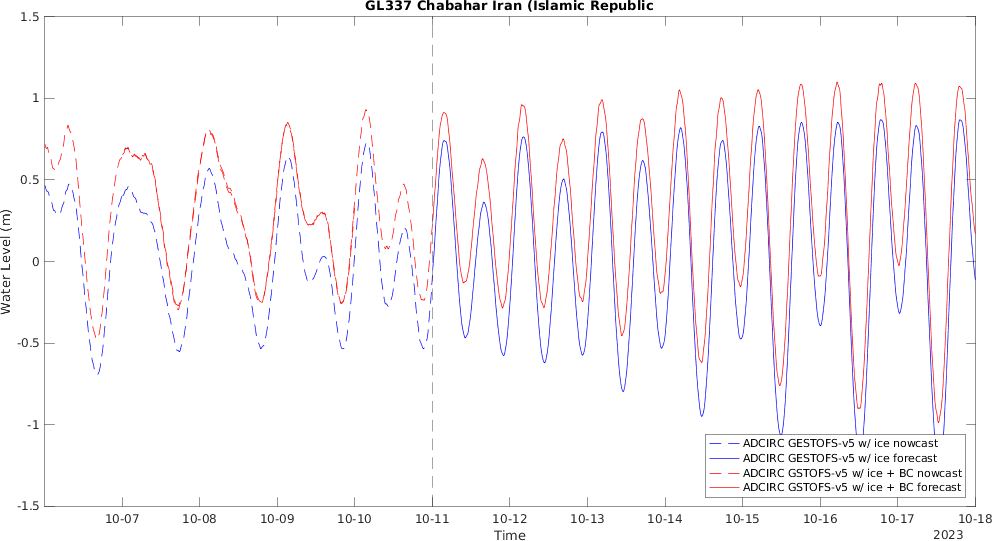 GL337 Chabahar Iran (Islamic Republic
1.5
1
0.5
0
-0.5
-1
-1.5
Water Level (m)
ADCIRC GESTOFS-v5 w/ ice nowcast
ADCIRC GESTOFS-v5 w/ ice forecast
ADCIRC GSTOFS-v5 w/ ice + BC nowcast
ADCIRC GSTOFS-v5 w/ ice + BC forecast
10-07 10-08 10-09 10-10 10-11 10-12 10-13 10-14 10-15 10-16 10-17 10-18
Time
2023